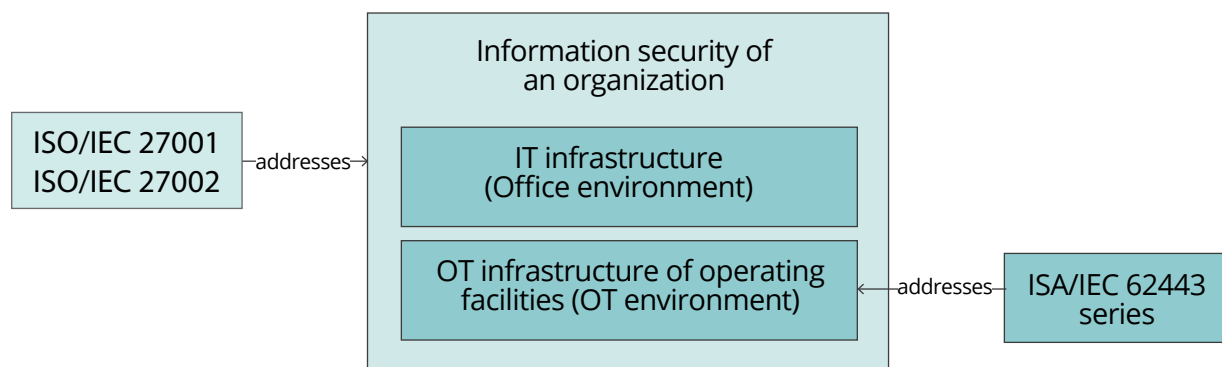 Information security of
an organization
ISO/IEC 27001
ISO/IEC 27002
addresses
IT infrastructure
(Office environment)
OT infrastructure of operating
facilities (OT environment)
addresses
ISA/IEC 62443
series